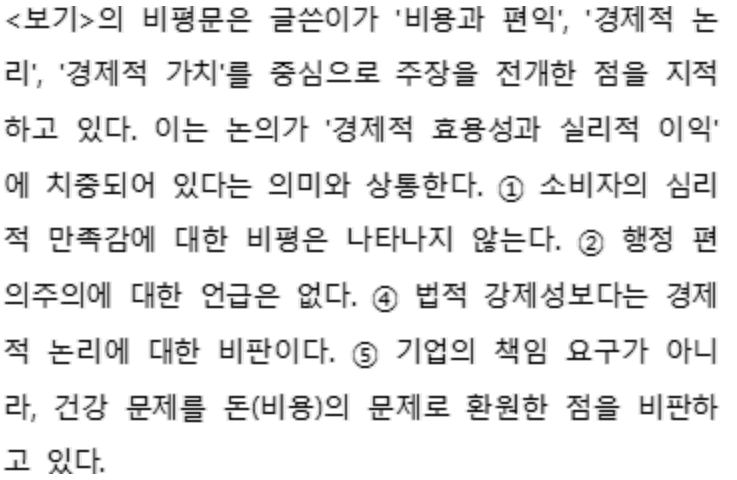 <보기>의 비평문은 글쓴이가 '비용과 편익', '경제적 논
리', '경제적 가치'를 중심으로 주장을 전개한 점을 지적
하고 있다. 이는 논의가 '경제적 효용성과 실리적 이익'
에 치중되어 있다는 의미와 상통한다. ① 소비자의 심리
적 만족감에 대한 비평은 나타나지 않는다. ② 행정 편
의주의에 대한 언급은 없다. ④ 법적 강제성보다는 경제
적 논리에 대한 비판이다. ⑤ 기업의 책임 요구가 아니
라, 건강 문제를 돈(비용)의 문제로 환원한 점을 비판하
고 있다.